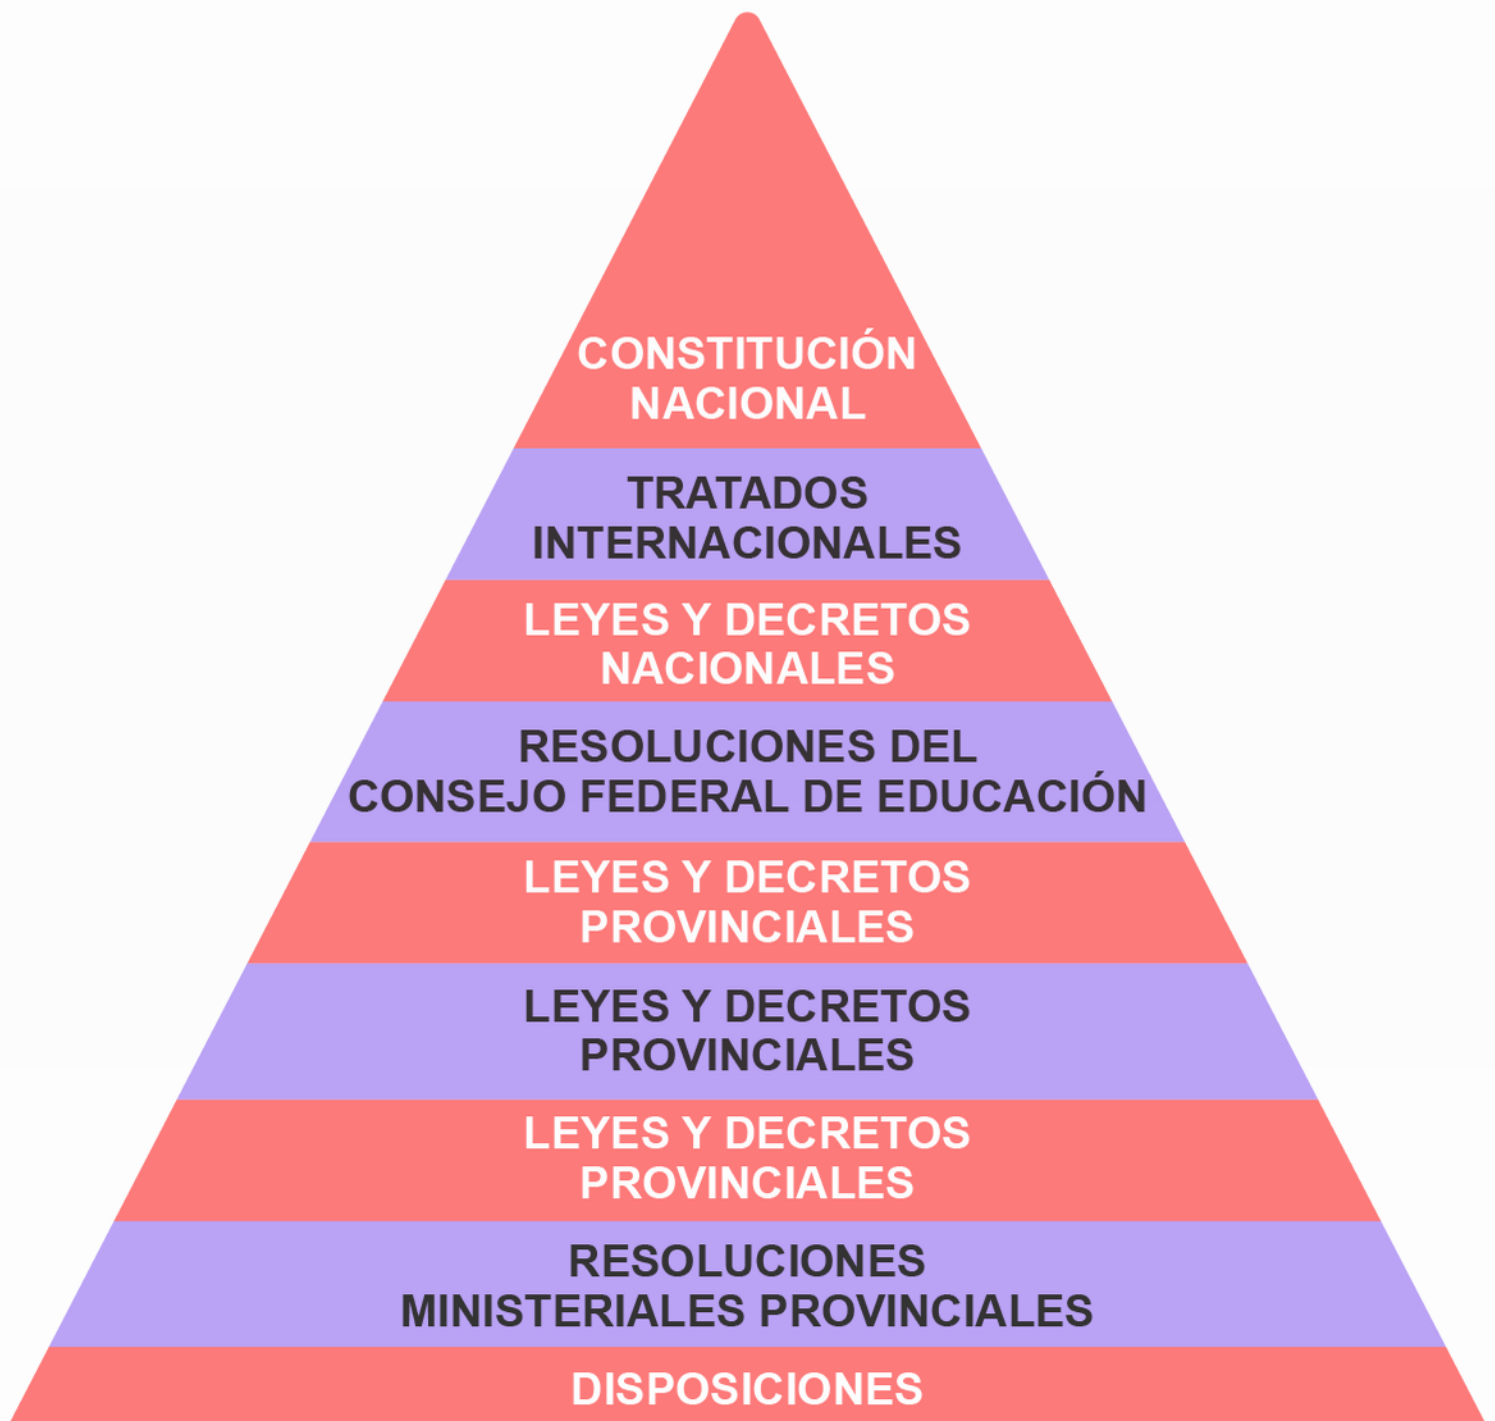 CONSTITUCIÓN
NACIONAL
TRATADOS
INTERNACIONALES
LEYES Y DECRETOS
NACIONALES
RESOLUCIONES DEL
CONSEJO FEDERAL DE EDUCACIÓN
LEYES Y DECRETOS
PROVINCIALES
LEYES Y DECRETOS
PROVINCIALES
LEYES Y DECRETOS
PROVINCIALES
RESOLUCIONES
MINISTERIALES PROVINCIALES
DISPOSICIONES